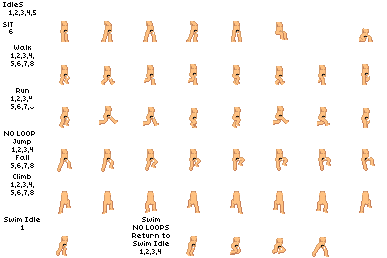 IdleS
1,2,3,4,5
SIT
6
Walk
1,2,3,4,
5,6,7,8
Run
1,2,3,
5,6,7,
NO LOOP
Jump
1,2,3,4
Fall
5,6,7,8
Climb
1,2,3,4,
5,6,7,8
Swim Idle
1
Swim
NO LOOPS
Return to
Swim Idle
1,2,3,4